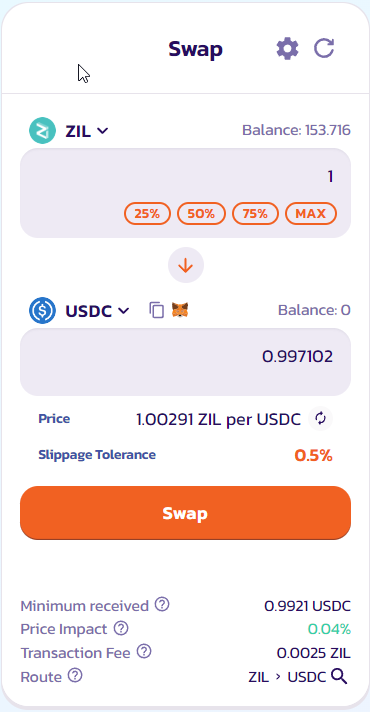 Swap
ZIL Balance: 153.716
1
25% 50% 75% MAX
USDC Balance: 0
0.997102
Price 1.00291 ZIL per USDC
Slippage Tolerance 0.5%
Swap
Minimum received ? 0.9921 USDC
Price Impact ? 0.04%
Transaction Fee ? 0.0025 ZIL
Route ? ZIL > USDC